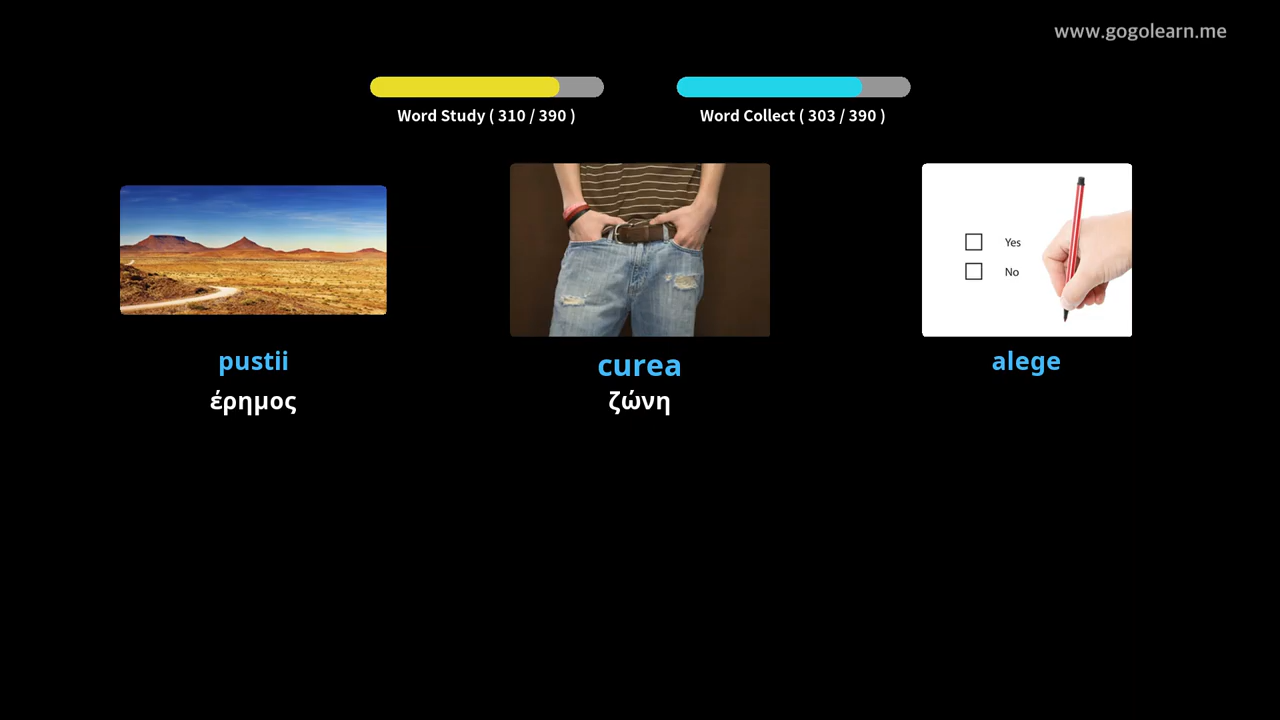 www.gogolearn.me
Word Study ( 310 / 390 )
Word Collect ( 303 / 390 )
Yes
No
pustii
curea
alege
έρημος
ζώνη